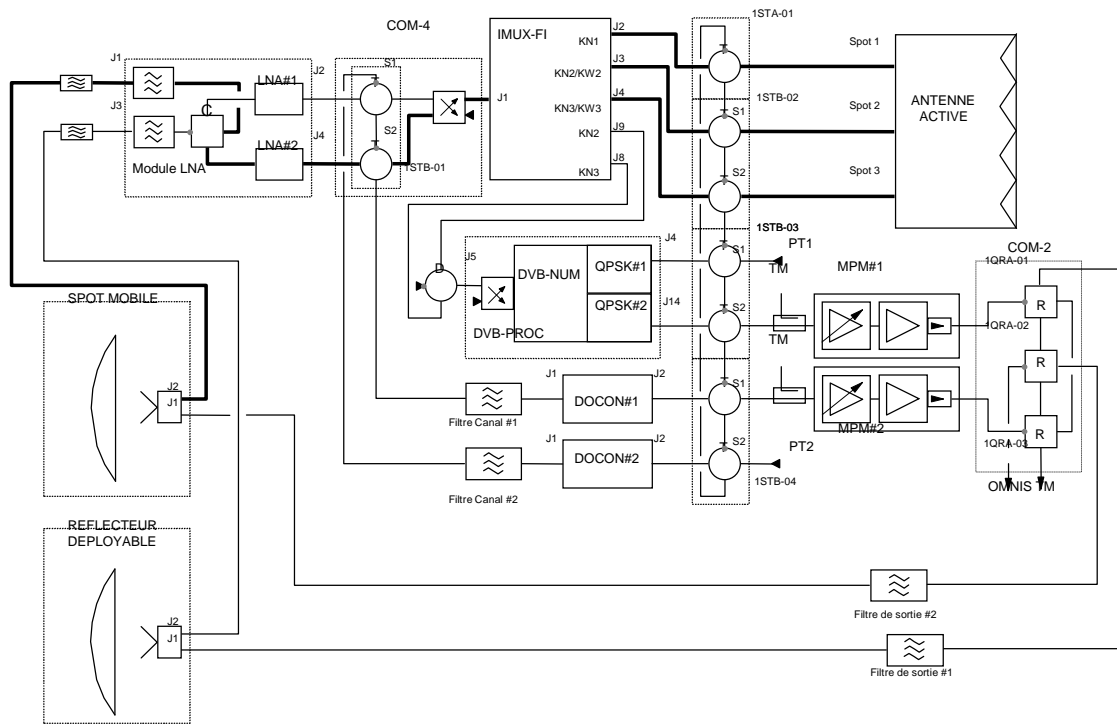 COM-4
IMUX-FI
J1
KN1
KN2/KW2
KN3/KW3
KN2
KN3
J2
J3
J4
J9
J8
1STA-01
T
1STB-02
S1
T
S2
T
1STB-03
Spot 1
Spot 2
Spot 3
ANTENNE
ACTIVE
J1
J3
C
LNA#1
LNA#2
Module LNA
J2
J4
S1
T
S2
T
1STB-01
D
J5
DVB-NUM
QPSK#1
QPSK#2
DVB-PROC
J4
J14
S1
T
S2
T
PT1
TM
TM
MPM#1
MPM#2
COM-2
1QRA-01
R
1QRA-02
R
1QRA-03
R
OMNIS TM
Filtre Canal #1
J1
DOCON#1
J2
S1
T
Filtre Canal #2
J1
DOCON#2
J2
S2
T
PT2
1STB-04
SPOT MOBILE
J2
J1
REFLECTEUR
DEPLOYABLE
J2
J1
Filtre de sortie #2
Filtre de sortie #1